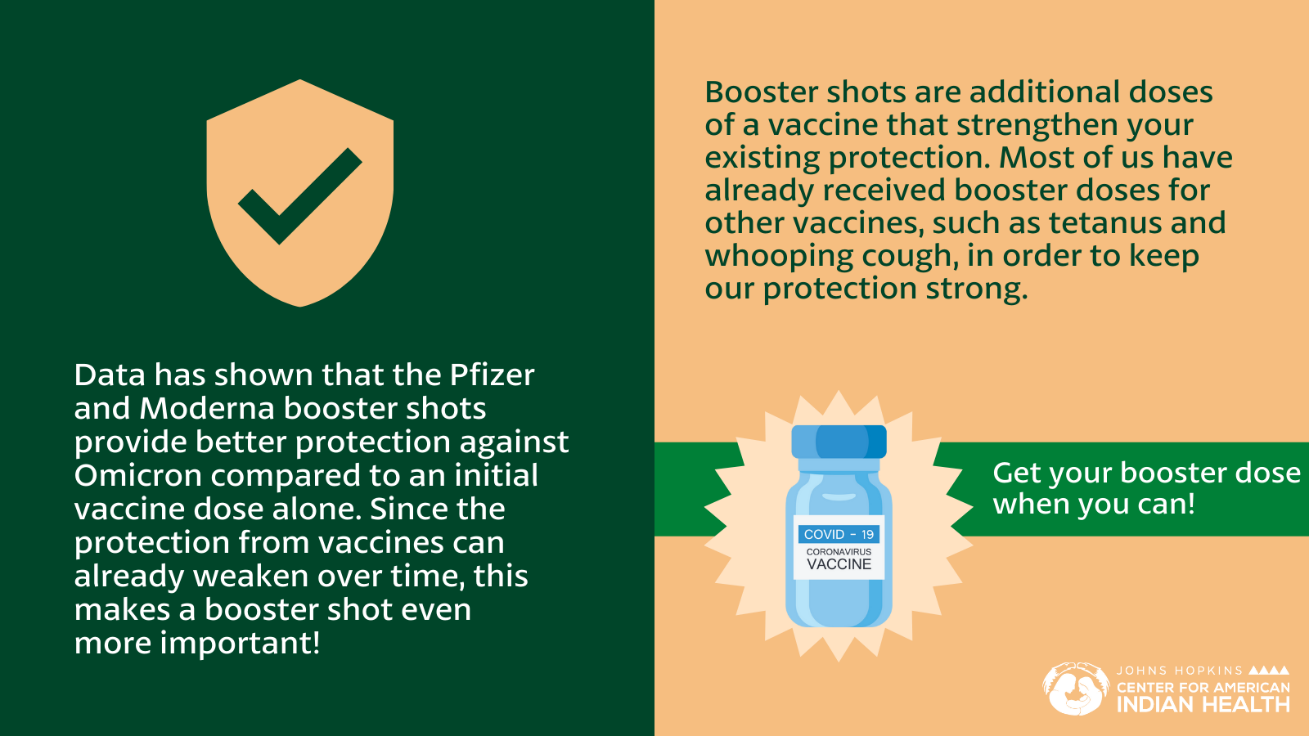 Data has shown that the Pfizer
and Moderna booster shots
provide better protection against
Omicron compared to an initial
vaccine dose alone. Since the
protection from vaccines can
already weaken over time, this
makes a booster shot even
more important!
Booster shots are additional doses
of a vaccine that strengthen your
existing protection. Most of us have
already received booster doses for
other vaccines, such as tetanus and
whooping cough, in order to keep
our protection strong.
COVID - 19
CORONAVIRUS
VACCINE
Get your booster dose
when you can!
JOHNS HOPKINS
CENTER FOR AMERICAN
INDIAN HEALTH